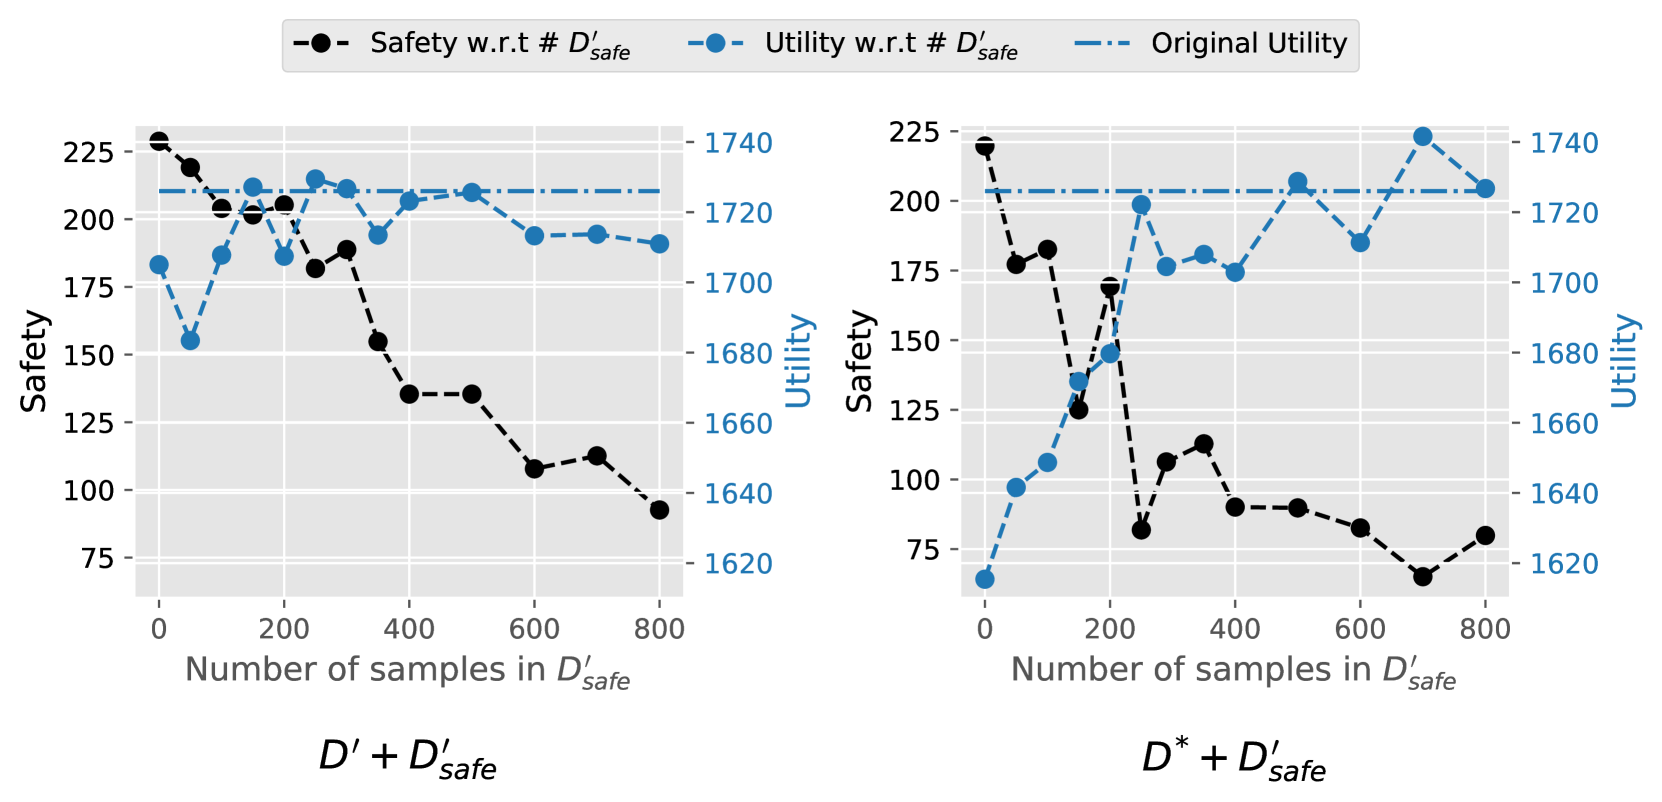 Safety w.r.t # D′safe Utility w.r.t # D′safe Original Utility
225 1740 225 1740
200 1720 200 1720
175 1700 175 1700
150 1680 150 1680
125 1660 125 1660
100 1640 100 1640
75 1620 75 1620
Safety Utility Safety Utility
0 200 400 600 800 0 200 400 600 800
Number of samples in D′safe Number of samples in D′safe
D′ + D′safe D* + D′safe